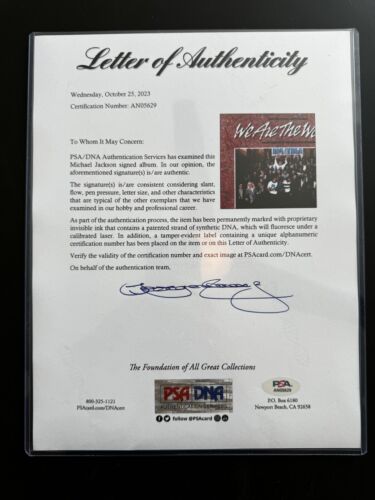 Letter of Authenticity
Wednesday, October 25, 2023
Certification Number: AN05629
To Whom It May Concern:
PSA/DNA Authentication Services has examined this
Michael Jackson signed album. In our opinion, the
aforementioned signature(s) is/are authentic.
The signature(s) is/are consistent considering slant,
flow, pen pressure, letter size, and other characteristics
that are typical of the other exemplars that we have
examined in our hobby and professional career.
We Are The Wo
As part of the authentication process, the item has been permanently marked with proprietary
invisible ink that contains a patented strand of synthetic DNA, which will fluoresce under a
calibrated laser. In addition, a tamper-evident label containing a unique alphanumeric
certification number has been placed on the item or on this Letter of Authenticity.
Verify the validity of the certification number and exact image at PSAcard.com/DNAcert.
On behalf of the authentication team,
The Foundation of All Great Collections
800-325-1121
PSAcard.com/DNAcert
PSA DNA
AUTHENTICATION SERVICES
follow @PSAcard
PSA
AN05629
P.O. Box 6180
Newport Beach, CA 92658